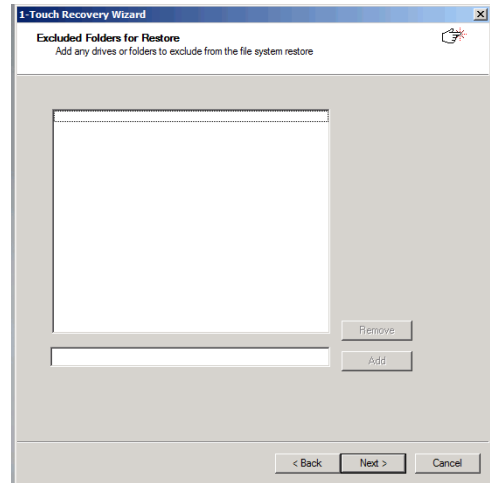 1-Touch Recovery Wizard
Excluded Folders for Restore
Add any drives or folders to exclude from the file system restore
Remove
Add
< Back
Next >
Cancel